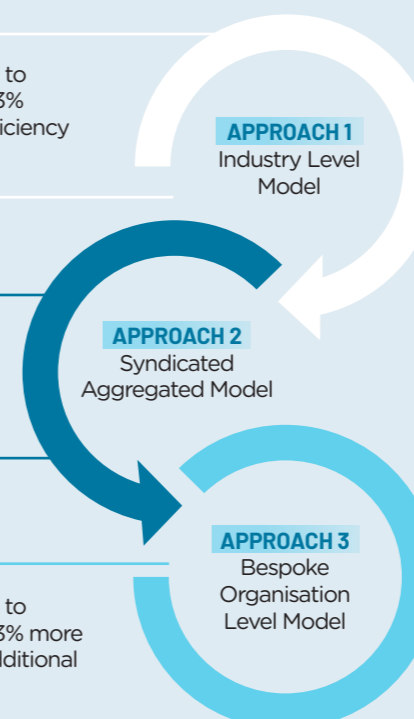 to
3%
iciency
APPROACH 1
Industry Level
Model
APPROACH 2
Syndicated
Aggregated Model
APPROACH 3
Bespoke
Organisation
Level Model
to
3% more
dditional